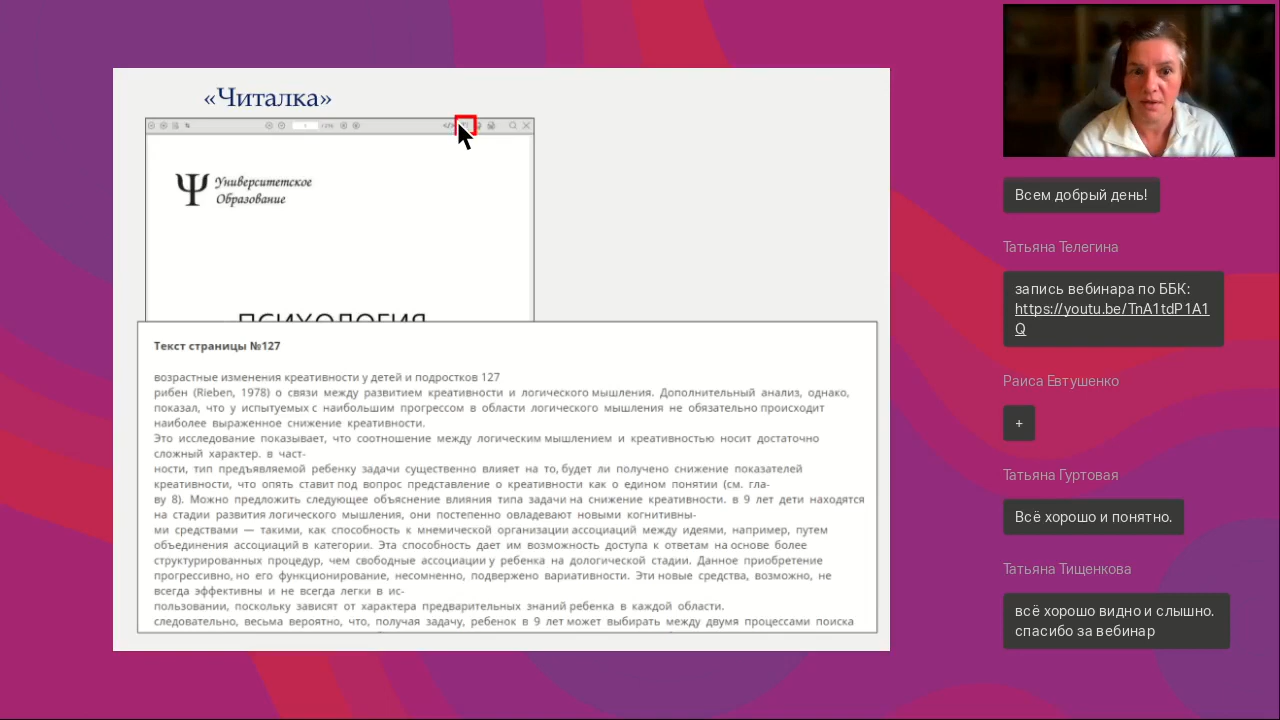 «Читалка»
Университетское
Образование
ПСИХОЛОГИЯ
Текст страницы №127
возрастные изменения креативности у детей и подростков 127
рибен (Rieben, 1978) о связи между развитием креативности и логического мышления. Дополнительный анализ, однако,
показал, что у испытуемых с наибольшим прогрессом в области логического мышления не обязательно происходит
наиболее выраженное снижение креативности.
Это исследование показывает, что соотношение между логическим мышлением и креативностью носит достаточно
сложный характер. в част-
ности, тип предъявляемой ребенку задачи существенно влияет на то, будет ли получено снижение показателей
креативности, что опять ставит под вопрос представление о креативности как о едином понятии (см. гла-
ву 8). Можно предложить следующее объяснение влияния типа задачи на снижение креативности. в 9 лет дети находятся
на стадии развития логического мышления, они постепенно овладевают новыми когнитивны-
ми средствами — такими, как способность к мнемической организации ассоциаций между идеями, например, путем
объединения ассоциаций в категории. Эта способность дает им возможность доступа к ответам на основе более
структурированных процедур, чем свободные ассоциации у ребенка на дологической стадии. Данное приобретение
прогрессивно, но его функционирование, несомненно, подвержено вариативности. Эти новые средства, возможно, не
всегда эффективны и не всегда легки в ис-
пользовании, поскольку зависят от характера предварительных знаний ребенка в каждой области.
следовательно, весьма вероятно, что, получая задачу, ребенок в 9 лет может выбирать между двумя процессами поиска
Всем добрый день!
Татьяна Телегина
запись вебинара по ББК:
https://youtu.be/TnA1tdP1A1
Q
Раиса Евтушенко
+
Татьяна Гуртовая
Всё хорошо и понятно.
Татьяна Тищенкова
всё хорошо видно и слышно.
спасибо за вебинар